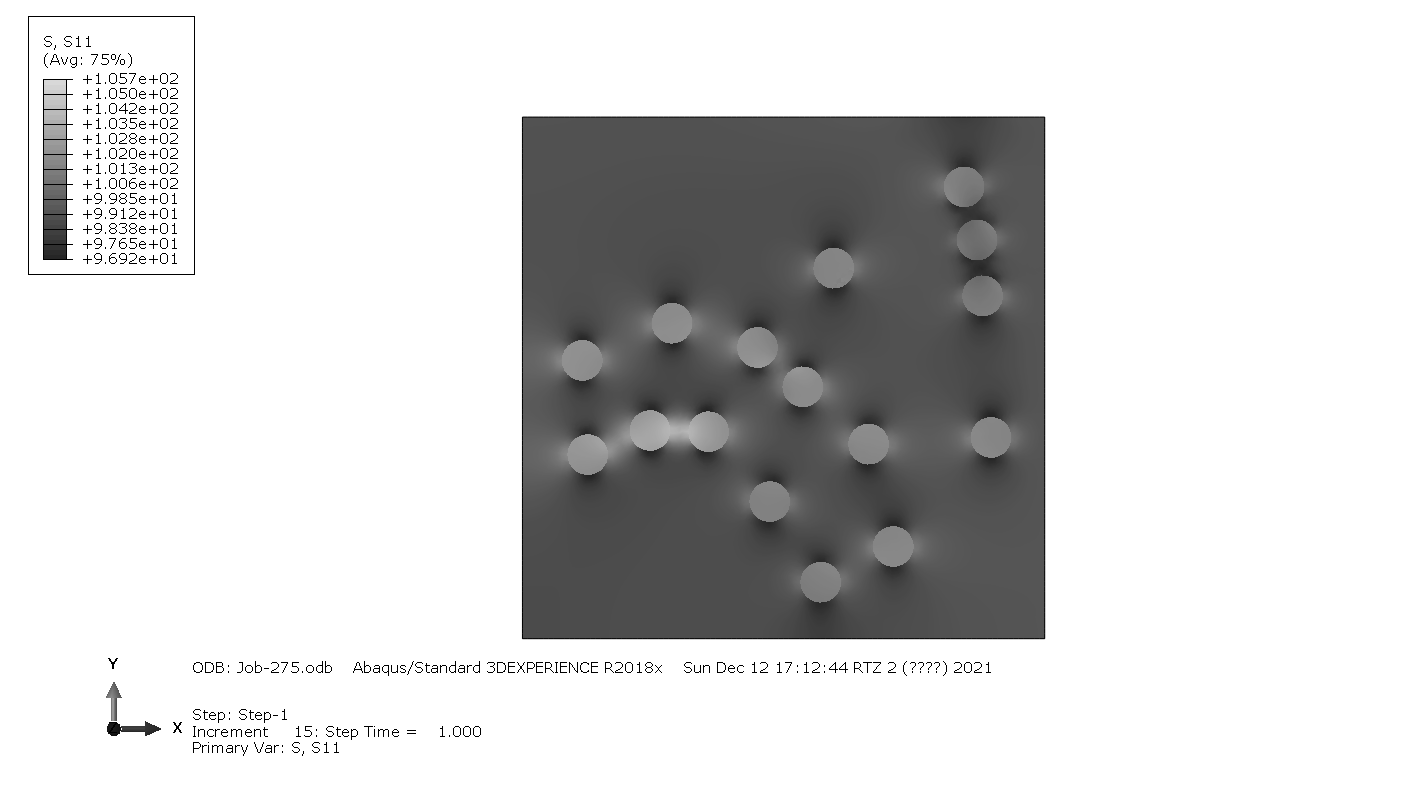 S, S11
(Avg: 75%)
+1.057e+02
+1.050e+02
+1.042e+02
+1.035e+02
+1.028e+02
+1.020e+02
+1.013e+02
+1.006e+02
+9.985e+01
+9.912e+01
+9.838e+01
+9.765e+01
+9.692e+01
Y
X
ODB: Job-275.odb Abaqus/Standard 3DEXPERIENCE R2018x Sun Dec 12 17:12:44 RTZ 2 (????) 2021
Step: Step-1
Increment 15: Step Time = 1.000
Primary Var: S, S11